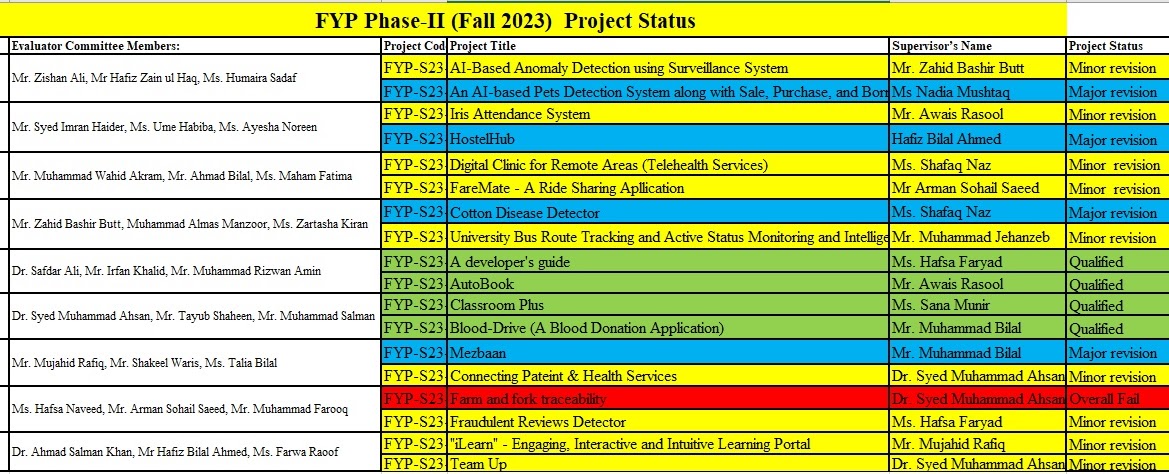 FYP Phase-II (Fall 2023) Project Status
Evaluator Committee Members: Project Cod Project Title Supervisor's Name Project Status
Mr. Zishan Ali, Mr Hafiz Zain ul Haq, Ms. Humaira Sadaf
FYP-S23- AI-Based Anomaly Detection using Surveillance System Mr. Zahid Bashir Butt Minor revision
FYP-S23- An AI-based Pets Detection System along with Sale, Purchase, and Born Ms Nadia Mushtaq Major revision
Mr. Syed Imran Haider, Ms. Ume Habiba, Ms. Ayesha Noreen
FYP-S23- Iris Attendance System Mr. Awais Rasool Minor revision
FYP-S23- HostelHub Hafiz Bilal Ahmed Major revision
Mr. Muhammad Wahid Akram, Mr. Ahmad Bilal, Ms. Maham Fatima
FYP-S23- Digital Clinic for Remote Areas (Telehealth Services) Ms. Shafaq Naz Minor revision
FYP-S23- FareMate - A Ride Sharing Apllication Mr Arman Sohail Saeed Minor revision
Mr. Zahid Bashir Butt, Muhammad Almas Manzoor, Ms. Zartasha Kiran
FYP-S23- Cotton Disease Detector Ms. Shafaq Naz Major revision
FYP-S23- University Bus Route Tracking and Active Status Monitoring and Intellige Mr. Muhammad Jehanzeb Minor revision
Dr. Safdar Ali, Mr. Irfan Khalid, Mr. Muhammad Rizwan Amin
FYP-S23- A developer's guide Ms. Hafsa Faryad Qualified
FYP-S23- AutoBook Mr. Awais Rasool Qualified
Dr. Syed Muhammad Ahsan, Mr. Tayub Shaheen, Mr. Muhammad Salman
FYP-S23- Classroom Plus Ms. Sana Munir Qualified
FYP-S23- Blood-Drive (A Blood Donation Application) Mr. Muhammad Bilal Qualified
Mr. Mujahid Rafiq, Mr. Shakeel Waris, Ms. Talia Bilal
FYP-S23- Mezbaan Mr. Muhammad Bilal Major revision
FYP-S23- Connecting Pateint & Health Services Dr. Syed Muhammad Ahsan Minor revision
Ms. Hafsa Naveed, Mr. Arman Sohail Saeed, Mr. Muhammad Farooq
FYP-S23- Farm and fork traceability Dr. Syed Muhammad Ahsan Overall Fail
FYP-S23- Fraudulent Reviews Detector Ms. Hafsa Faryad Minor revision
Dr. Ahmad Salman Khan, Mr Hafiz Bilal Ahmed, Ms. Farwa Raoof
FYP-S23- "iLearn" - Engaging, Interactive and Intuitive Learning Portal Mr. Mujahid Rafiq Minor revision
FYP-S23- Team Up Dr. Syed Muhammad Ahsan Minor revision